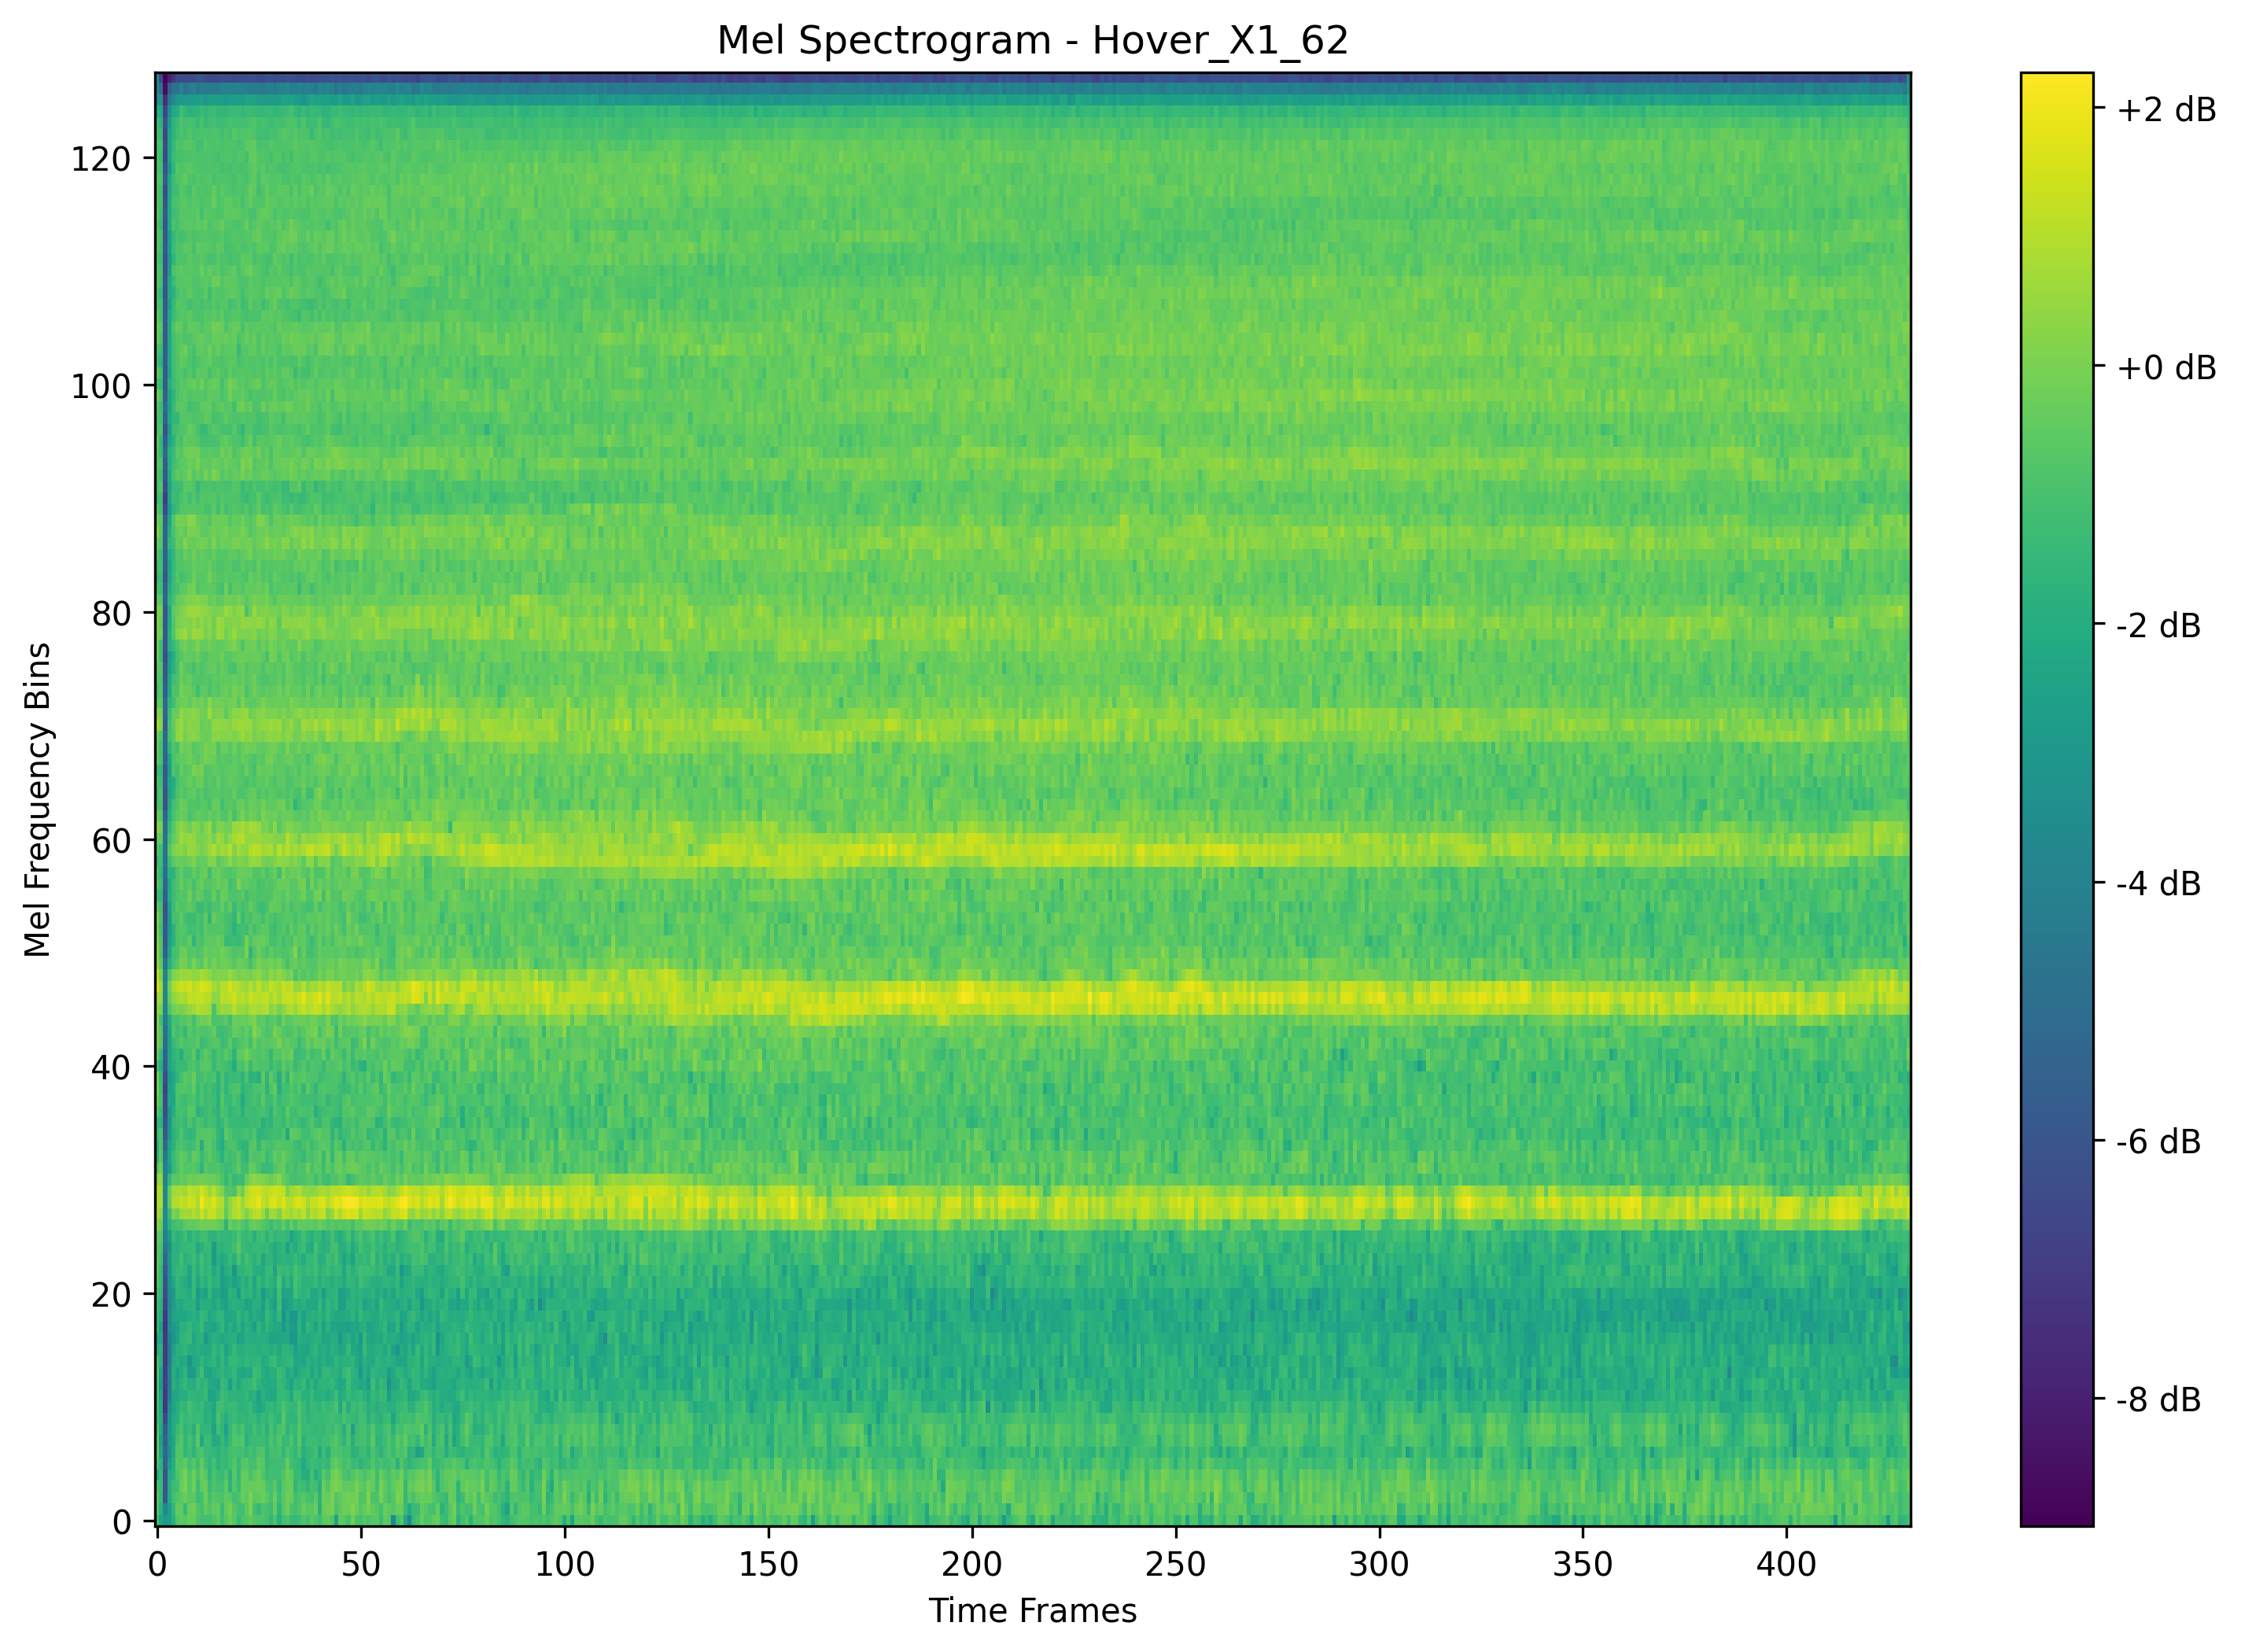 Mel Spectrogram - Hover_X1_62
Mel Frequency Bins
120
100
80
60
40
20
0
0 50 100 150 200 250 300 350 400
Time Frames
+2 dB
+0 dB
-2 dB
-4 dB
-6 dB
-8 dB